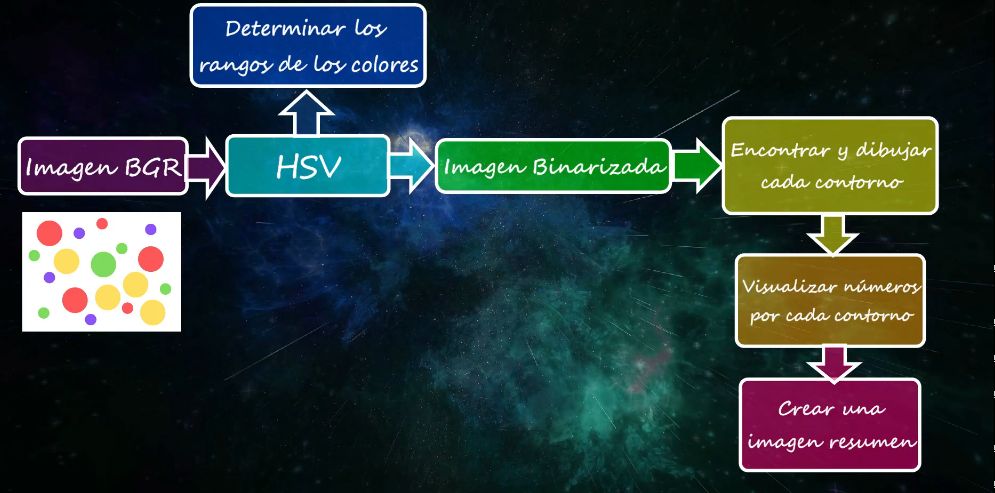 Determinar los
rangos de los colores
Imagen BGR
HSV
Imagen Binarizada
Encontrar y dibujar
cada contorno
Visualizar números
por cada contorno
Crear una
imagen resumen